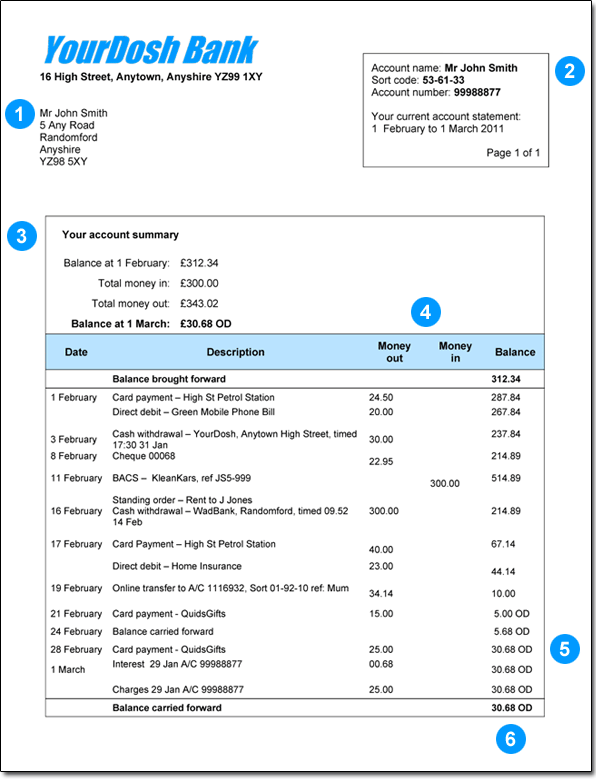 YourDosh Bank
16 High Street, Anytown, Anyshire YZ99 1XY
Account name: Mr John Smith
Sort code: 53-61-33
Account number: 99988877
Your current account statement:
1 February to 1 March 2011
Page 1 of 1
2
1
Mr John Smith
5 Any Road
Randomford
Anyshire
YZ98 5XY
3
Your account summary
Balance at 1 February: £312.34
Total money in: £300.00
Total money out: £343.02
Balance at 1 March: £30.68 OD
4
Date Description Money out Money in Balance
Balance brought forward 312.34
1 February Card payment – High St Petrol Station 24.50 287.84
Direct debit – Green Mobile Phone Bill 20.00 267.84
3 February Cash withdrawal – YourDosh, Anytown High Street, timed 30.00 237.84
17:30 31 Jan
8 February Cheque 00068 22.95 214.89
11 February BACS – KleanKars, ref JS5-999 300.00 514.89
Standing order – Rent to J Jones
16 February Cash withdrawal – WadBank, Randomford, timed 09.52 300.00 214.89
14 Feb
17 February Card Payment – High St Petrol Station 40.00 67.14
Direct debit – Home Insurance 23.00 44.14
19 February Online transfer to A/C 1116932, Sort 01-92-10 ref: Mum 34.14 10.00
21 February Card payment - QuidsGifts 15.00 5.00 OD
24 February Balance carried forward 5.68 OD
28 February Card payment - QuidsGifts 25.00 30.68 OD
5
1 March Interest 29 Jan A/C 99988877 00.68 30.68 OD
Charges 29 Jan A/C 99988877 25.00 30.68 OD
Balance carried forward 30.68 OD
6